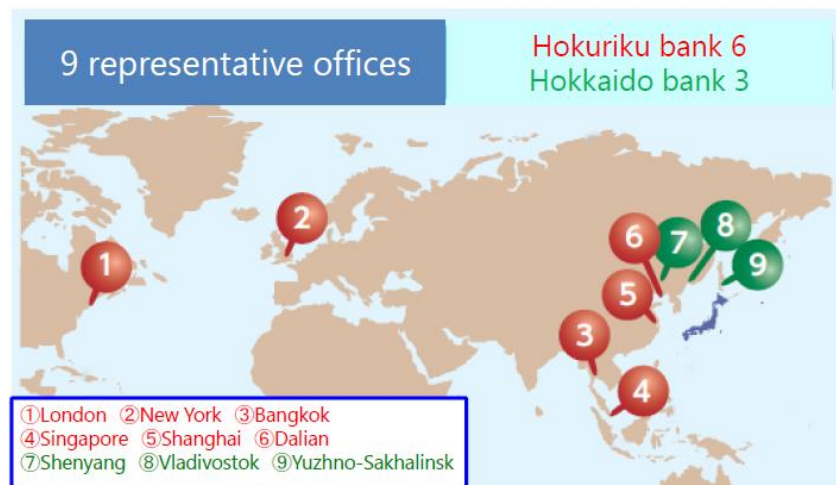 9 representative offices
Hokuriku bank 6
Hokkaido bank 3
1
2
3
4
5
6
7
8
9
①London ②New York ③Bangkok
④Singapore ⑤Shanghai ⑥Dalian
⑦Shenyang ⑧Vladivostok ⑨Yuzhno-Sakhalinsk